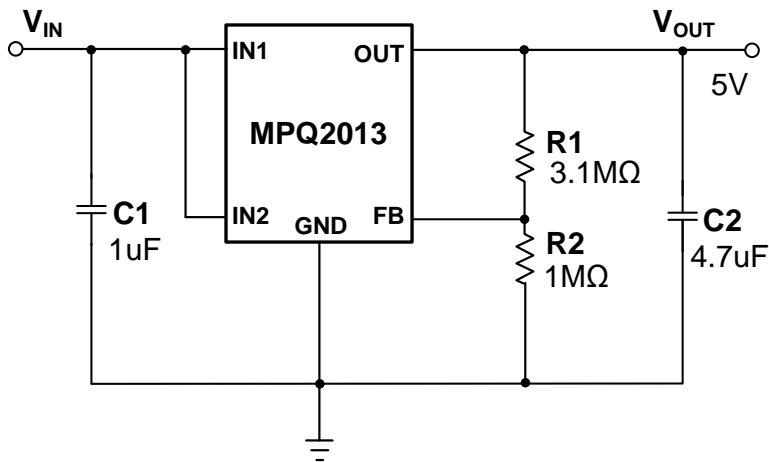 VIN
VOUT
IN1
OUT
5V
MPQ2013
R1
3.1MΩ
C1
1uF
IN2
GND
FB
R2
1MΩ
C2
4.7uF